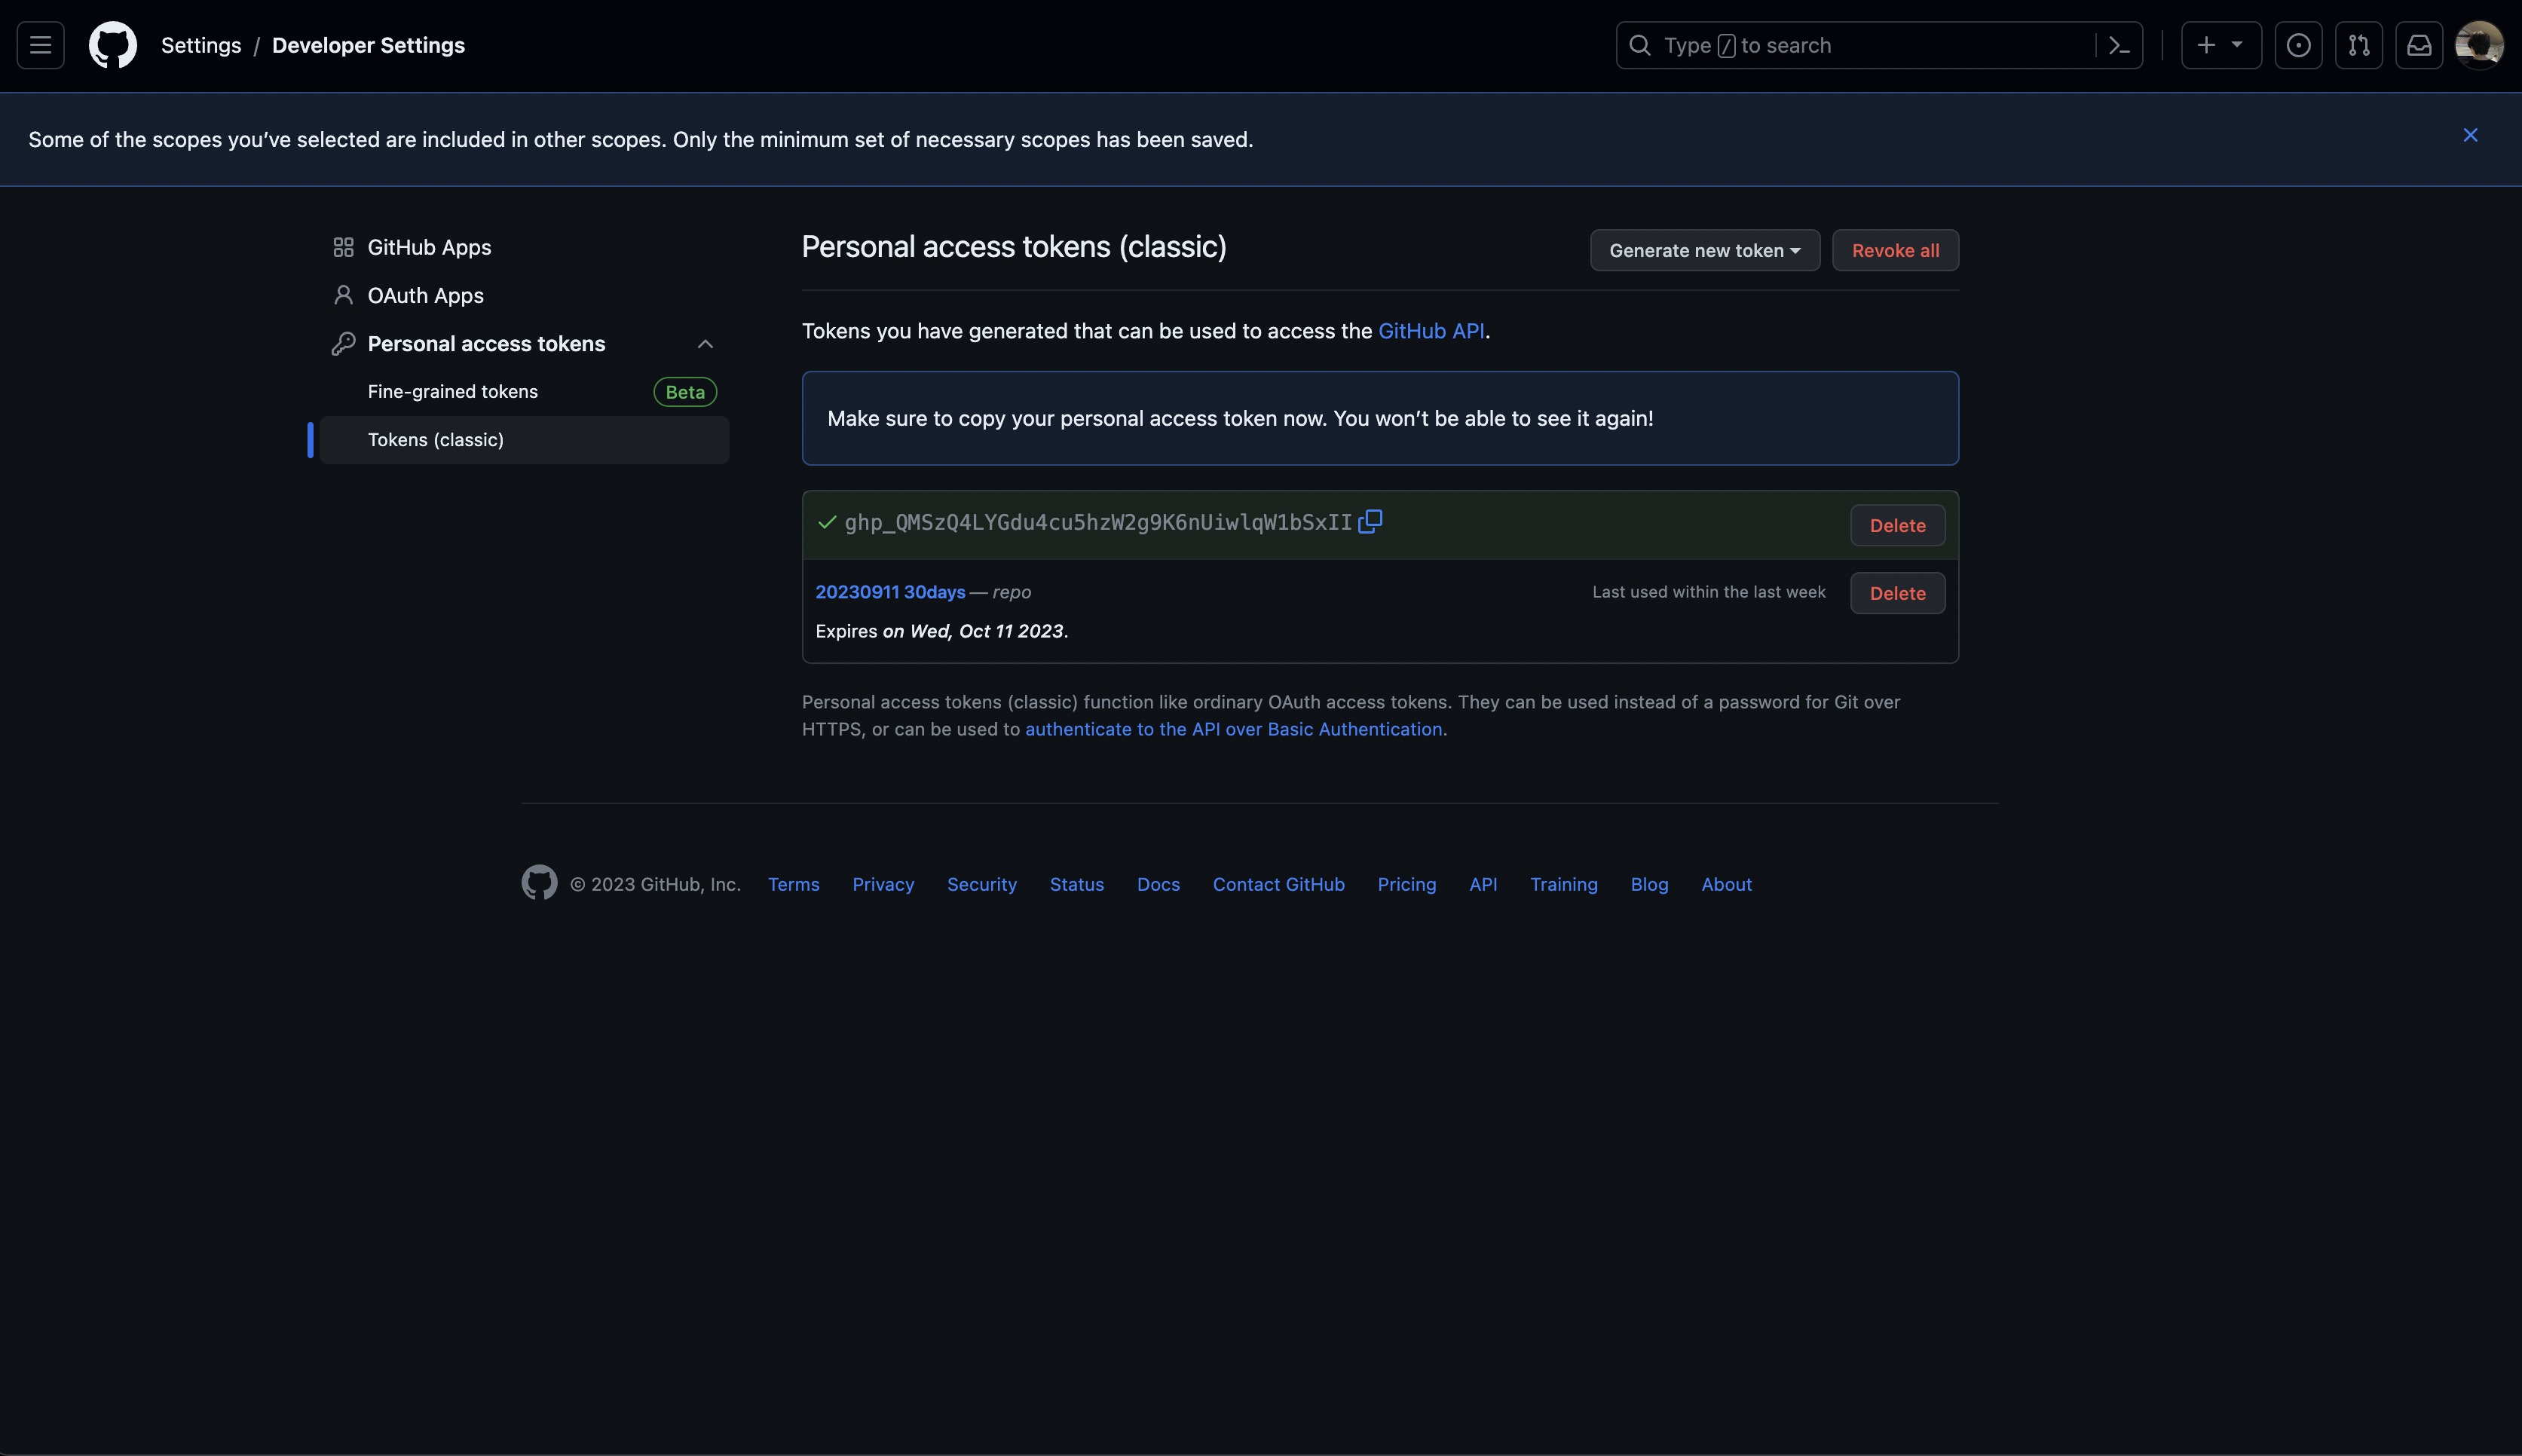 Settings / Developer Settings
Type / to search
Some of the scopes you’ve selected are included in other scopes. Only the minimum set of necessary scopes has been saved.
GitHub Apps
OAuth Apps
Personal access tokens
Fine-grained tokens Beta
Tokens (classic)
Personal access tokens (classic)
Generate new token
Revoke all
Tokens you have generated that can be used to access the GitHub API.
Make sure to copy your personal access token now. You won’t be able to see it again!
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
Delete
20230911 30days — repo
Last used within the last week
Delete
Expires on Wed, Oct 11 2023.
Personal access tokens (classic) function like ordinary OAuth access tokens. They can be used instead of a password for Git over
HTTPS, or can be used to authenticate to the API over Basic Authentication.
© 2023 GitHub, Inc. Terms Privacy Security Status Docs Contact GitHub Pricing API Training Blog About